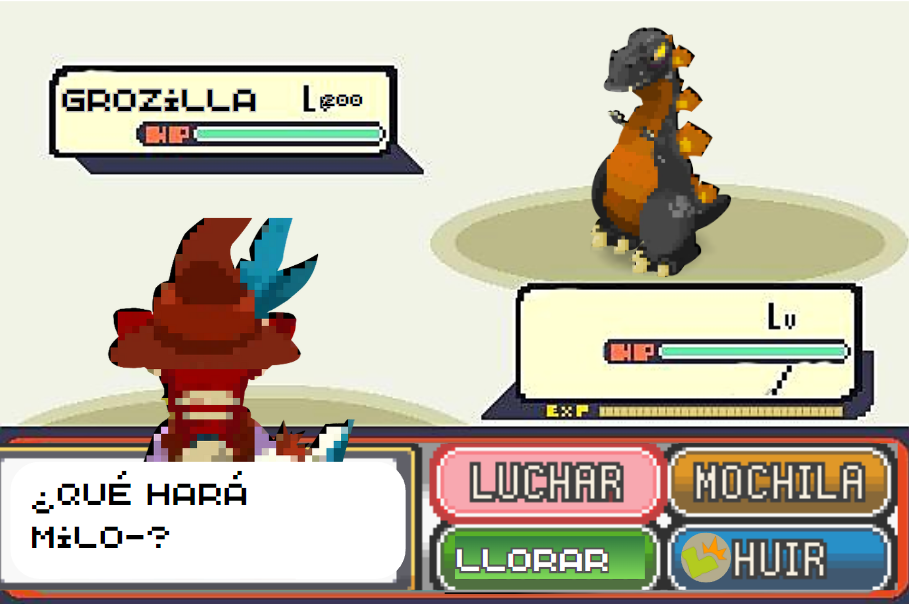 GROZiLLA L200
HP
Lv
HP
EXP
¿QUÉ HARÁ
MiLO-?
LUCHAR
MOCHILA
LLORAR
HUIR